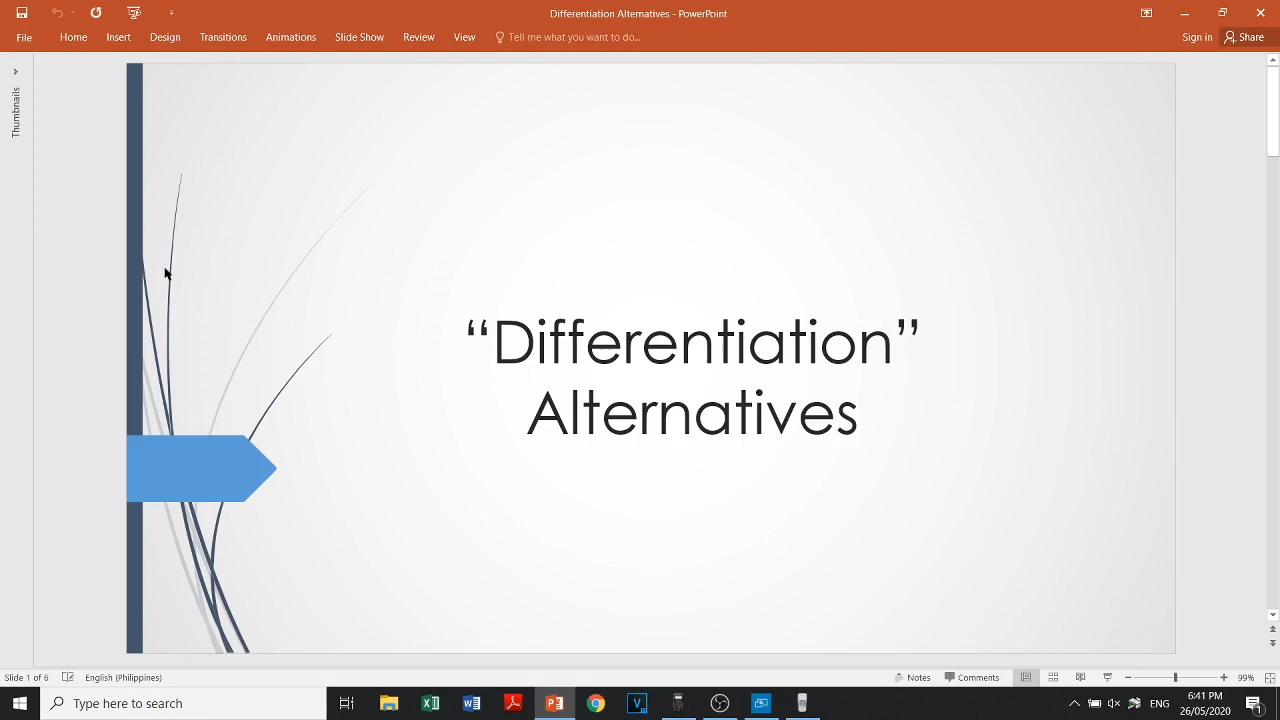 Differentiation Alternatives - PowerPoint
File Home Insert Design Transitions Animations Slide Show Review View Tell me what you want to do... Sign in Share
Thumbnails
“Differentiation”
Alternatives
Slide 1 of 6 English (Philippines) Notes Comments 99%
Type here to search ENG 6:41 PM
26/05/2020